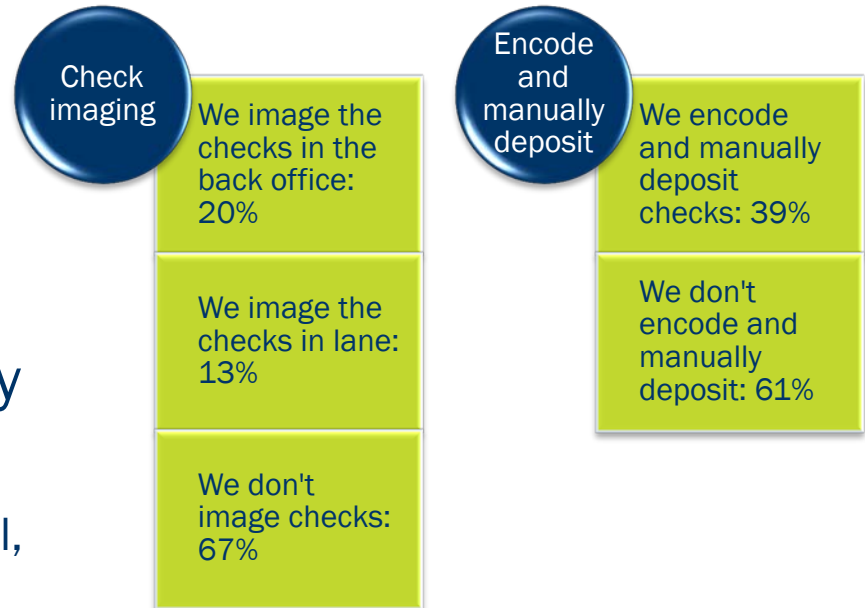 Check
imaging
We image the
checks in the
back office:
20%
We image the
checks in lane:
13%
We don't
image checks:
67%
Encode
and
manually
deposit
We encode
and manually
deposit
checks: 39%
We don't
encode and
manually
deposit: 61%